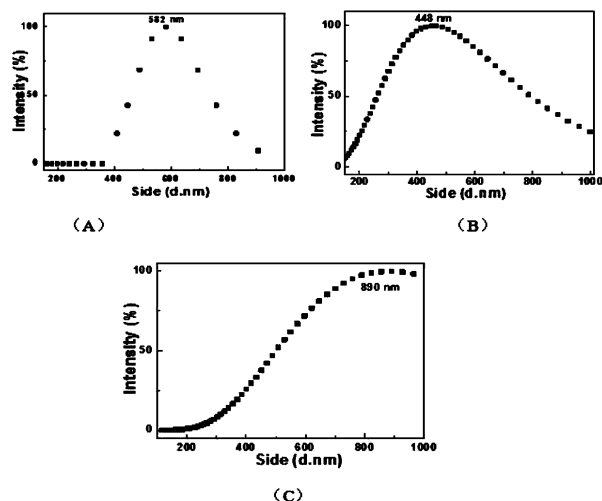 582 nm
Intensity (%)
100
50
0
200 400 600 800 1000
Side (d.nm)
(A)
448 nm
Intensity (%)
100
50
0
200 400 600 800 1000
Side (d.nm)
(B)
890 nm
Intensity (%)
100
50
0
200 400 600 800 1000
Side (d.nm)
(C)